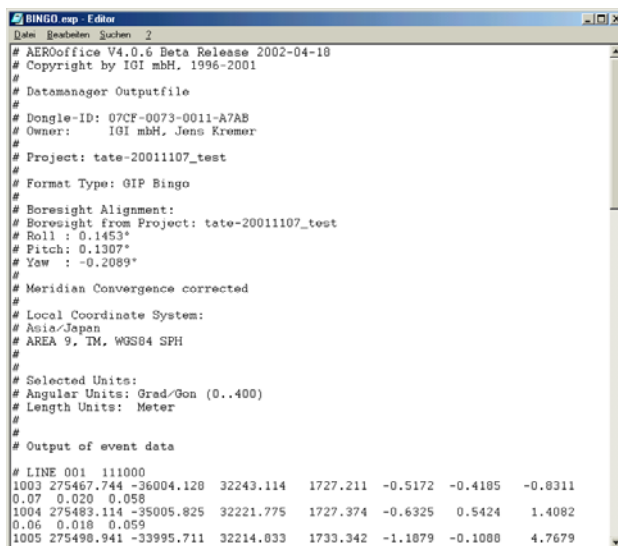 BINGO.exp - Editor
Datei Bearbeiten Suchen ?
# AEROoffice V4.0.6 Beta Release 2002-04-18
# Copyright by IGI mbH, 1996-2001
#
# Datamanager Outputfile
#
# Dongle-ID: 07CF-0073-0011-A7AB
# Owner: IGI mbH, Jens Kremer
#
# Project: tate-20011107_test
#
# Format Type: GIP Bingo
#
# Boresight Alignment:
# Boresight from Project: tate-20011107_test
# Roll : 0.1453°
# Pitch: 0.1307°
# Yaw : -0.2089°
#
# Meridian Convergence corrected
#
# Local Coordinate System:
# Asia/Japan
# AREA 9, TM, WGS84 SPH
#
#
# Selected Units:
# Angular Units: Grad/Gon (0..400)
# Length Units: Meter
#
#
# Output of event data
# LINE 001 111000
1003 275467.744 -36004.128 32243.114 1727.211 -0.5172 -0.4185 -0.8311
0.07 0.020 0.058
1004 275483.114 -35005.825 32221.775 1727.374 -0.6325 0.5424 1.4082
0.06 0.018 0.059
1005 275498.941 -33995.711 32214.833 1733.342 -1.1879 -0.1088 4.7679